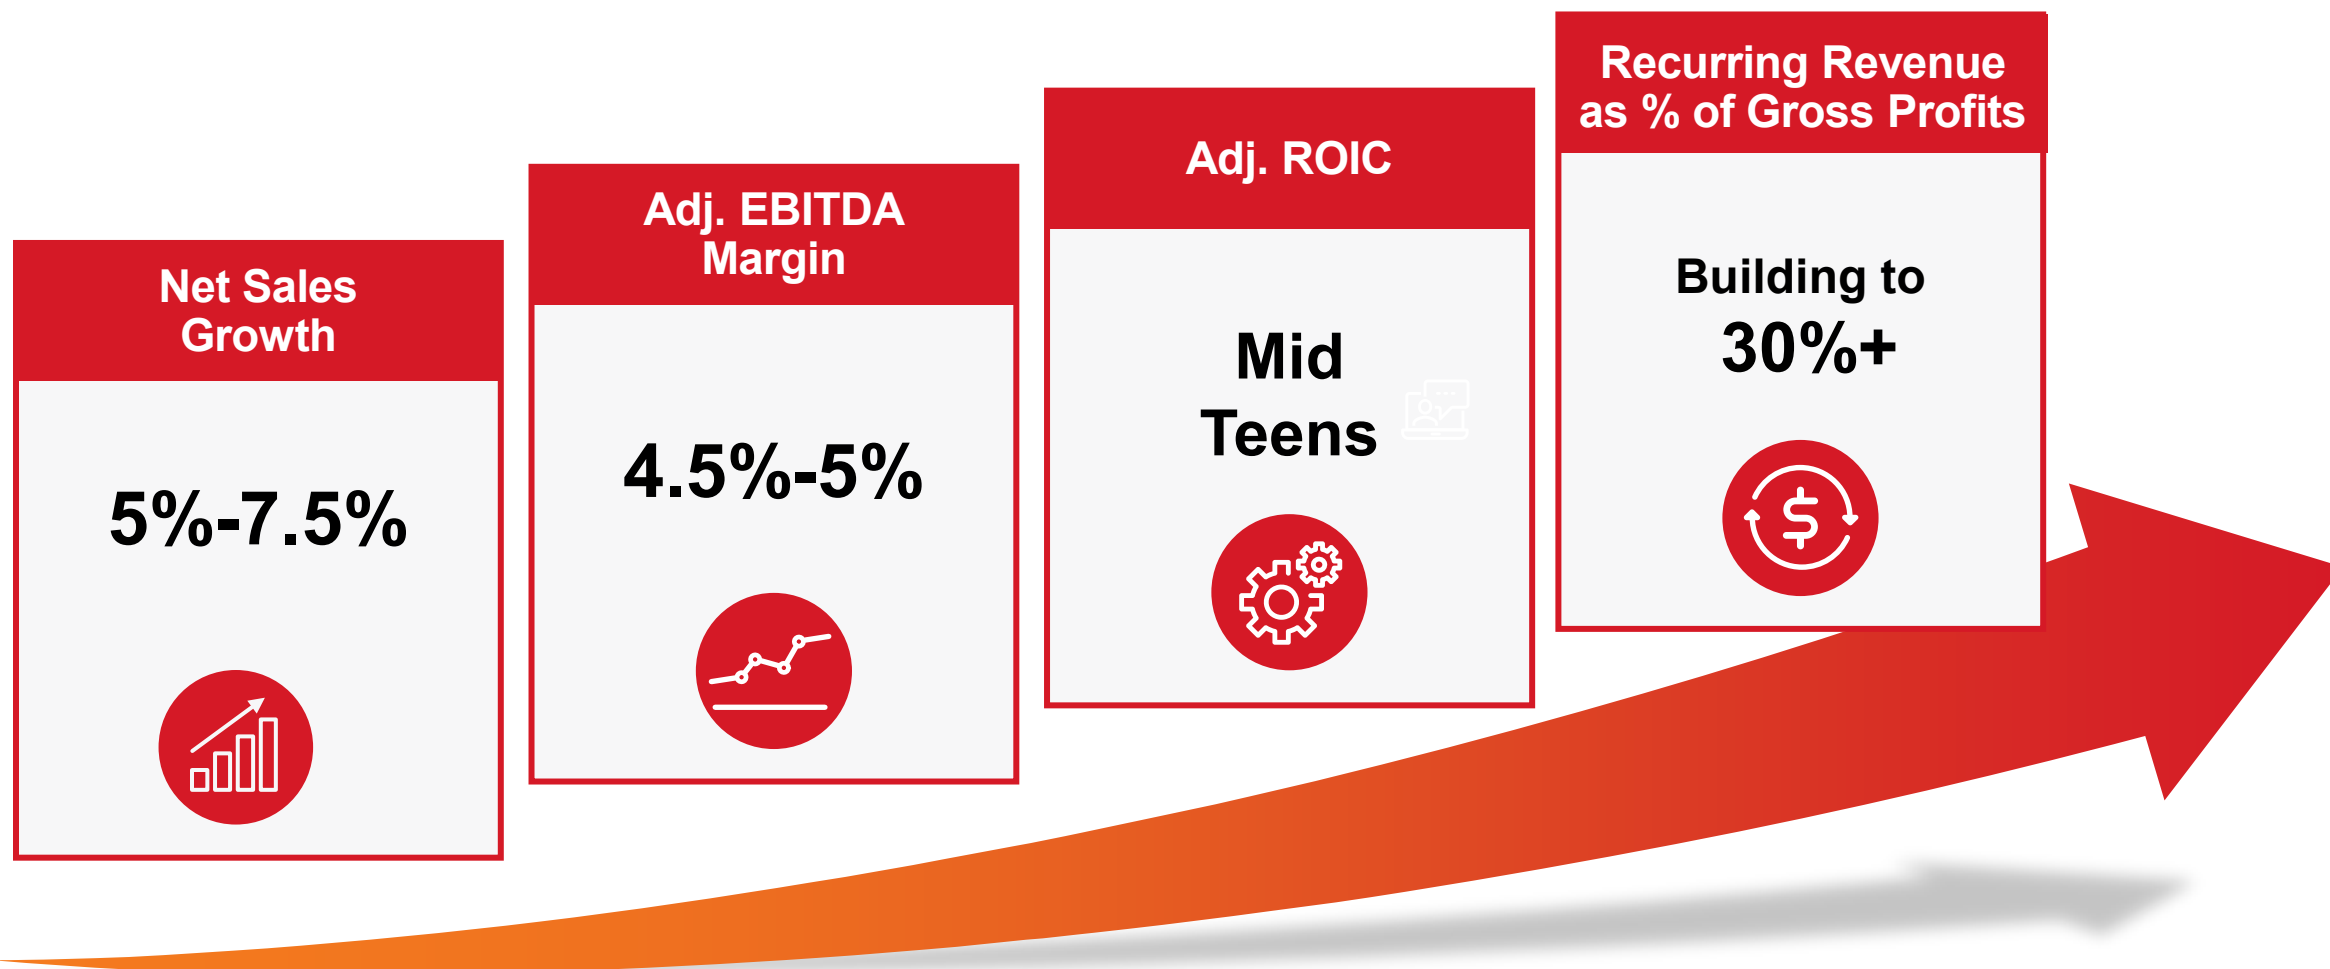 Net Sales
Growth
5%-7.5%
Adj. EBITDA
Margin
4.5%-5%
Adj. ROIC
Mid
Teens
Recurring Revenue
as % of Gross Profits
Building to
30%+
$